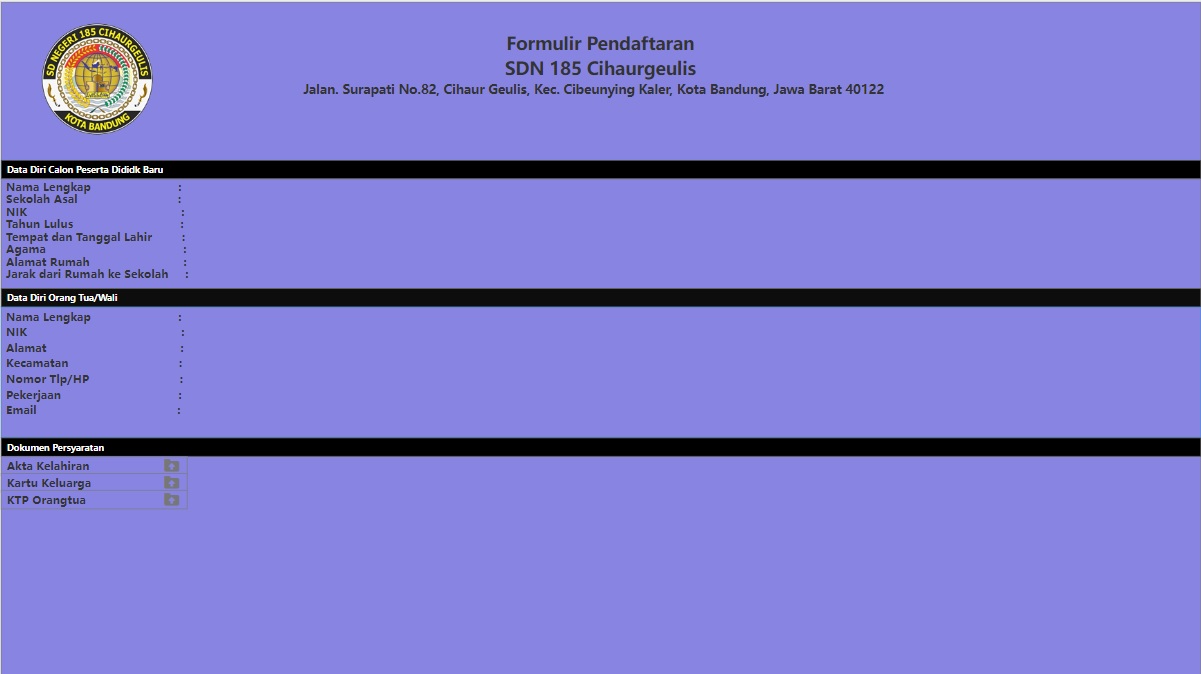 SD NEGERI 185 CIHAURGEULIS
KOTA BANDUNG
Formulir Pendaftaran
SDN 185 Cihaurgeulis
Jalan. Surapati No.82, Cihaur Geulis, Kec. Cibeunying Kaler, Kota Bandung, Jawa Barat 40122
Data Diri Calon Peserta Dididk Baru
Nama Lengkap :
Sekolah Asal :
NIK :
Tahun Lulus :
Tempat dan Tanggal Lahir :
Agama :
Alamat Rumah :
Jarak dari Rumah ke Sekolah :
Data Diri Orang Tua/Wali
Nama Lengkap :
NIK :
Alamat :
Kecamatan :
Nomor Tlp/HP :
Pekerjaan :
Email :
Dokumen Persyaratan
Akta Kelahiran
Kartu Keluarga
KTP Orangtua